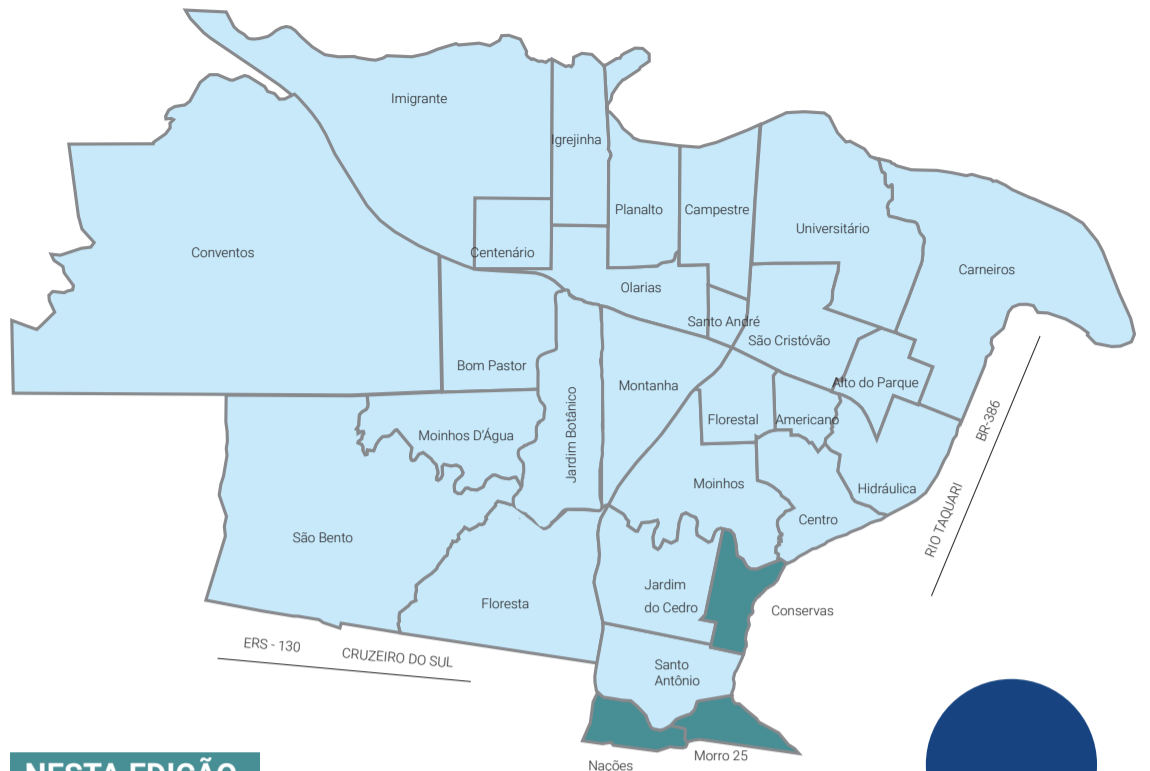 Imigrante
Igrejinha
Planalto
Campestre
Universitário
Conventos
Centenário
Carneiros
Olarias
Santo André
São Cristóvão
Bom Pastor
Montanha
Alto do Parque
Jardim Botânico
Florestal
Americano
Moinhos D'Água
BR-386
Moinhos
Hidráulica
Centro
RIO TAQUARI
São Bento
Jardim
do Cedro
Floresta
Conservas
ERS - 130
CRUZEIRO DO SUL
Santo
Antônio
Morro 25
Nações
NESTA EDIÇÃO